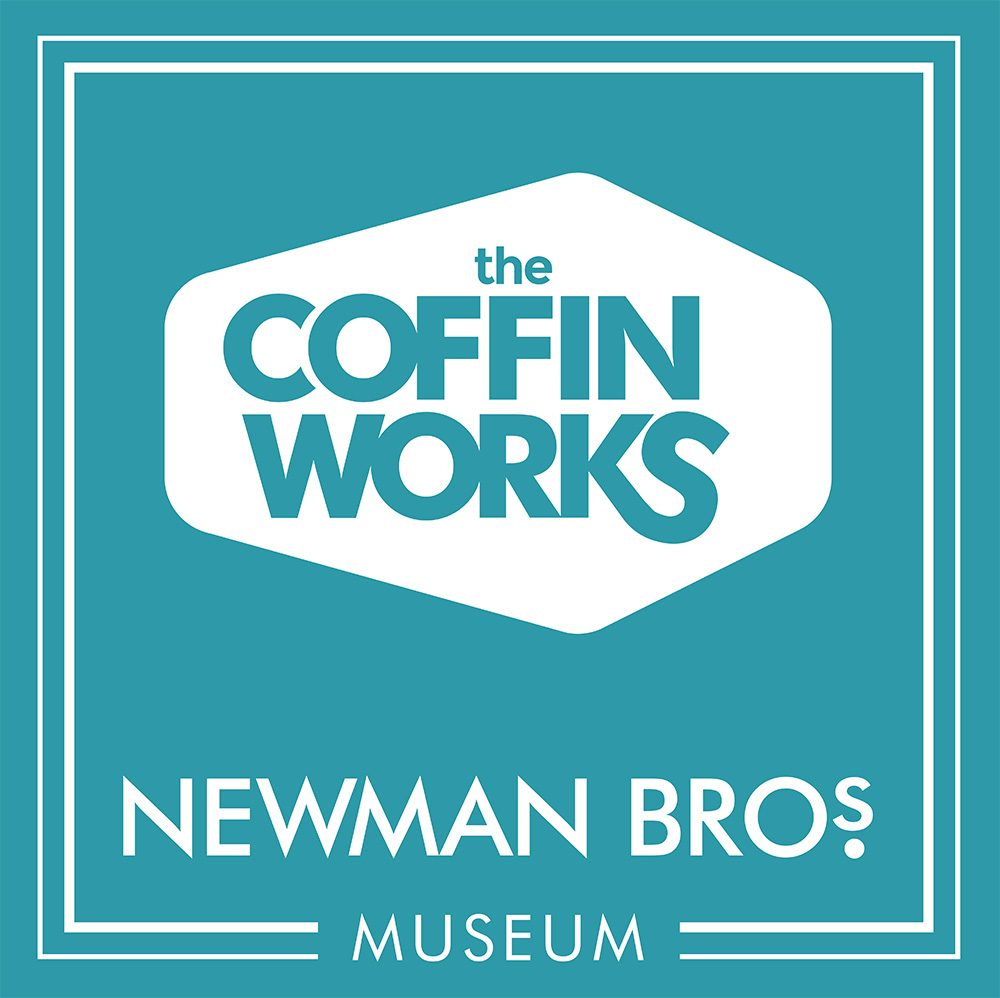 the
COFFIN
WORKS
NEWMAN BROS.
MUSEUM